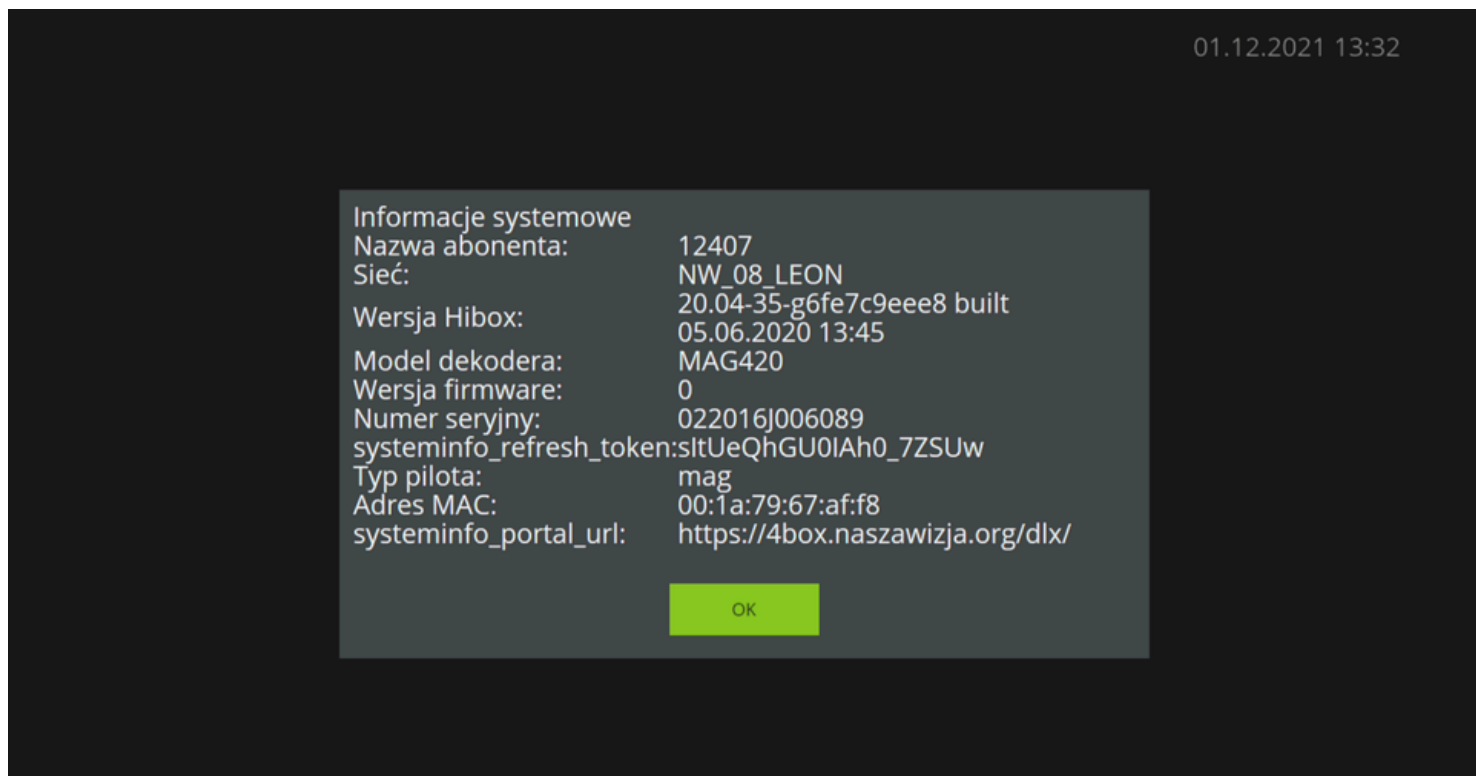 01.12.2021 13:32
Informacje systemowe
Nazwa abonenta: 12407
Sieć: NW_08_LEON
Wersja Hibox: 20.04-35-g6fe7c9eee8 built
05.06.2020 13:45
Model dekodera: MAG420
Wersja firmware: 0
Numer seryjny: 022016J006089
systeminfo_refresh_token:sItUeQhGU0IAh0_7ZSUw
Typ pilota: mag
Adres MAC: 00:1a:79:67:af:f8
systeminfo_portal_url: https://4box.naszawizja.org/dlx/
OK